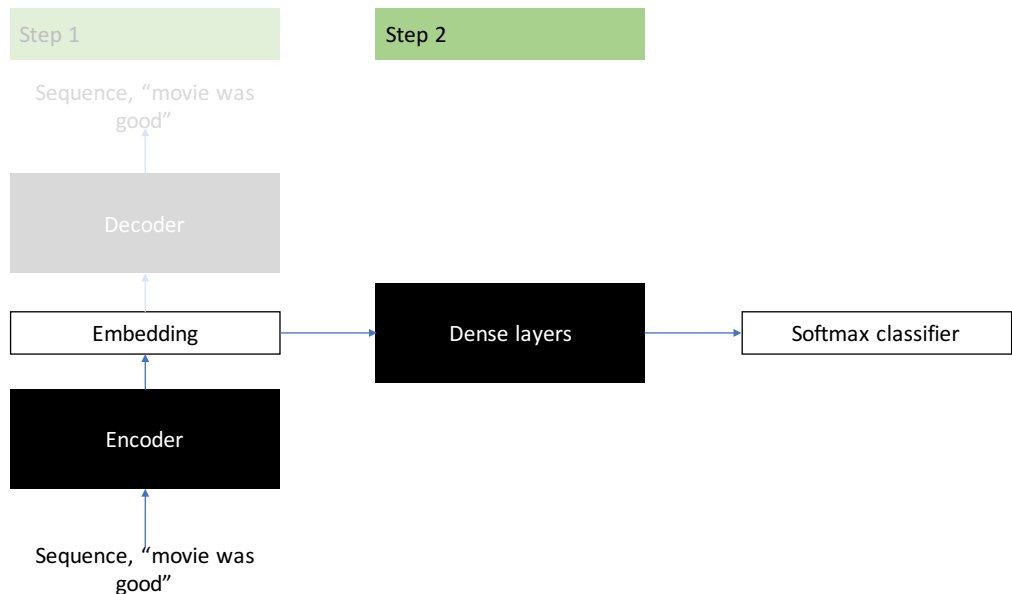 Step 1
Step 2
Sequence, “movie was
good”
Decoder
Embedding
Dense layers
Softmax classifier
Encoder
Sequence, “movie was
good”